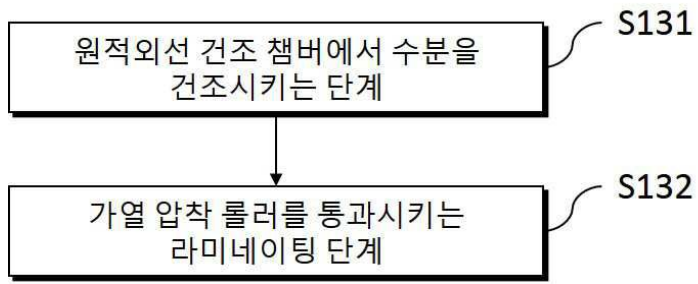 S131
원적외선 건조 챔버에서 수분을
건조시키는 단계
S132
가열 압착 롤러를 통과시키는
라미네이팅 단계